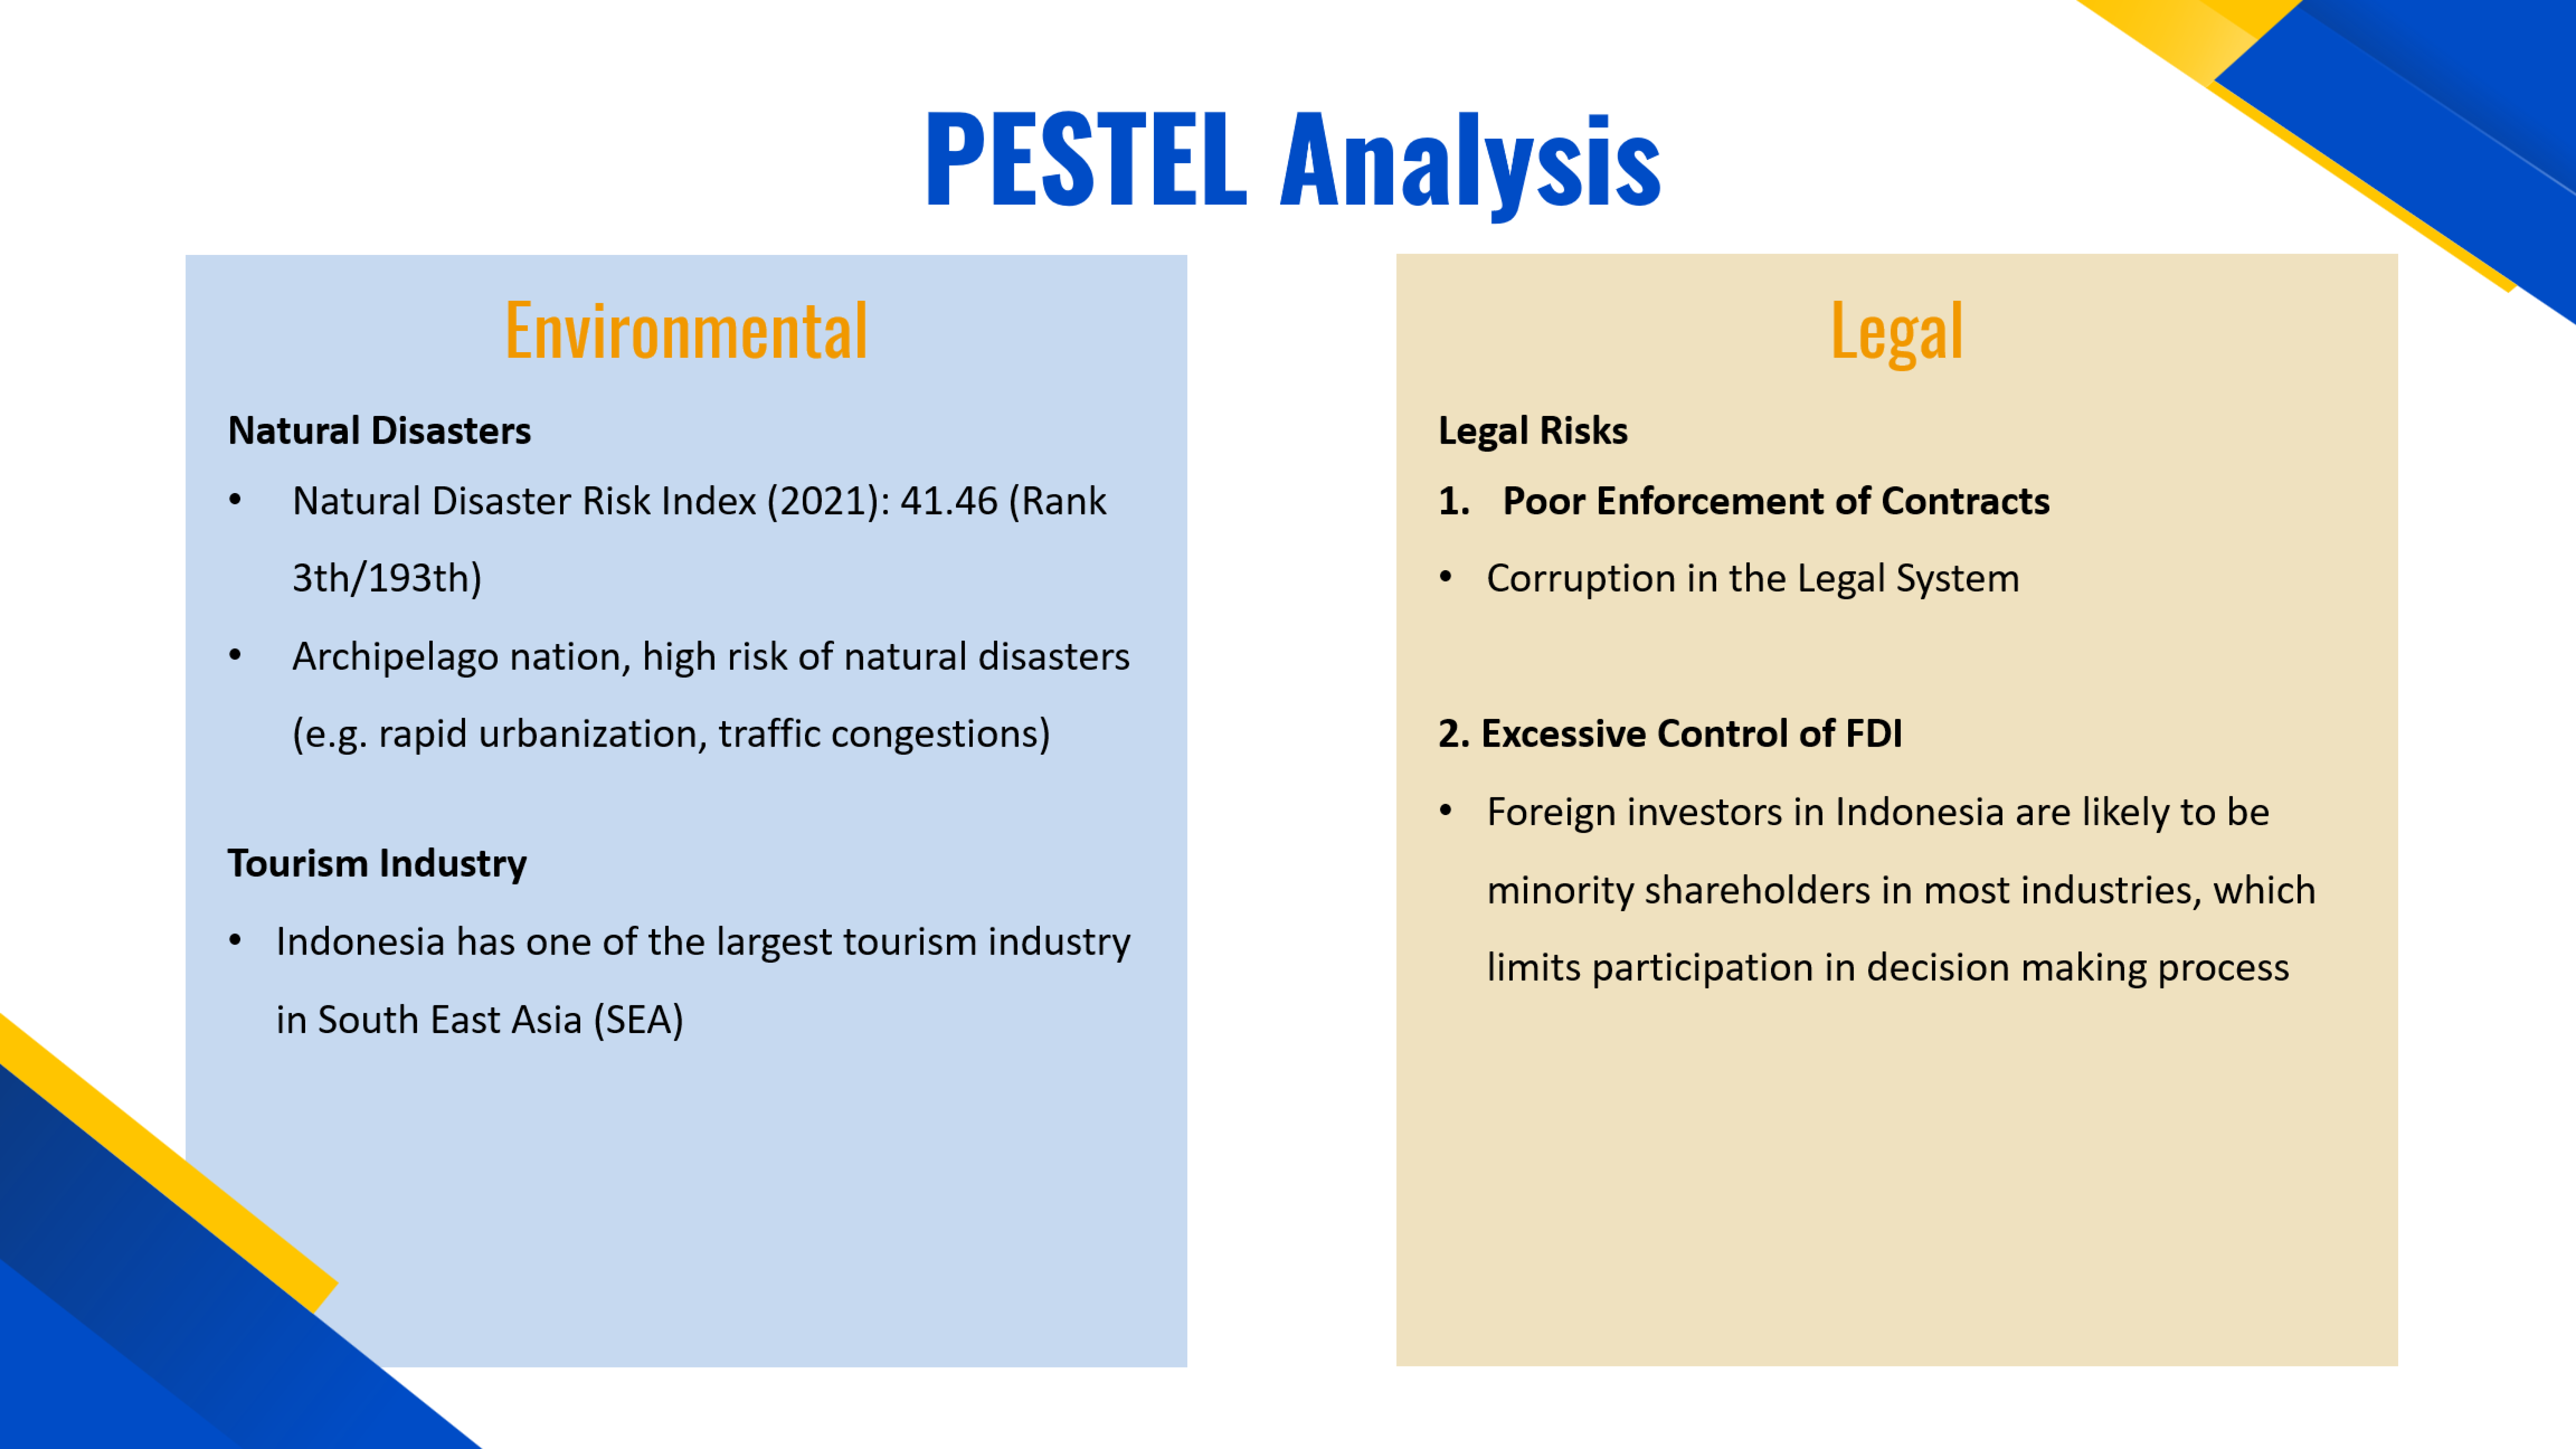 PESTEL Analysis
Environmental
Natural Disasters
• Natural Disaster Risk Index (2021): 41.46 (Rank
3th/193th)
• Archipelago nation, high risk of natural disasters
(e.g. rapid urbanization, traffic congestions)
Tourism Industry
• Indonesia has one of the largest tourism industry
in South East Asia (SEA)
Legal
Legal Risks
1. Poor Enforcement of Contracts
• Corruption in the Legal System
2. Excessive Control of FDI
• Foreign investors in Indonesia are likely to be
minority shareholders in most industries, which
limits participation in decision making process